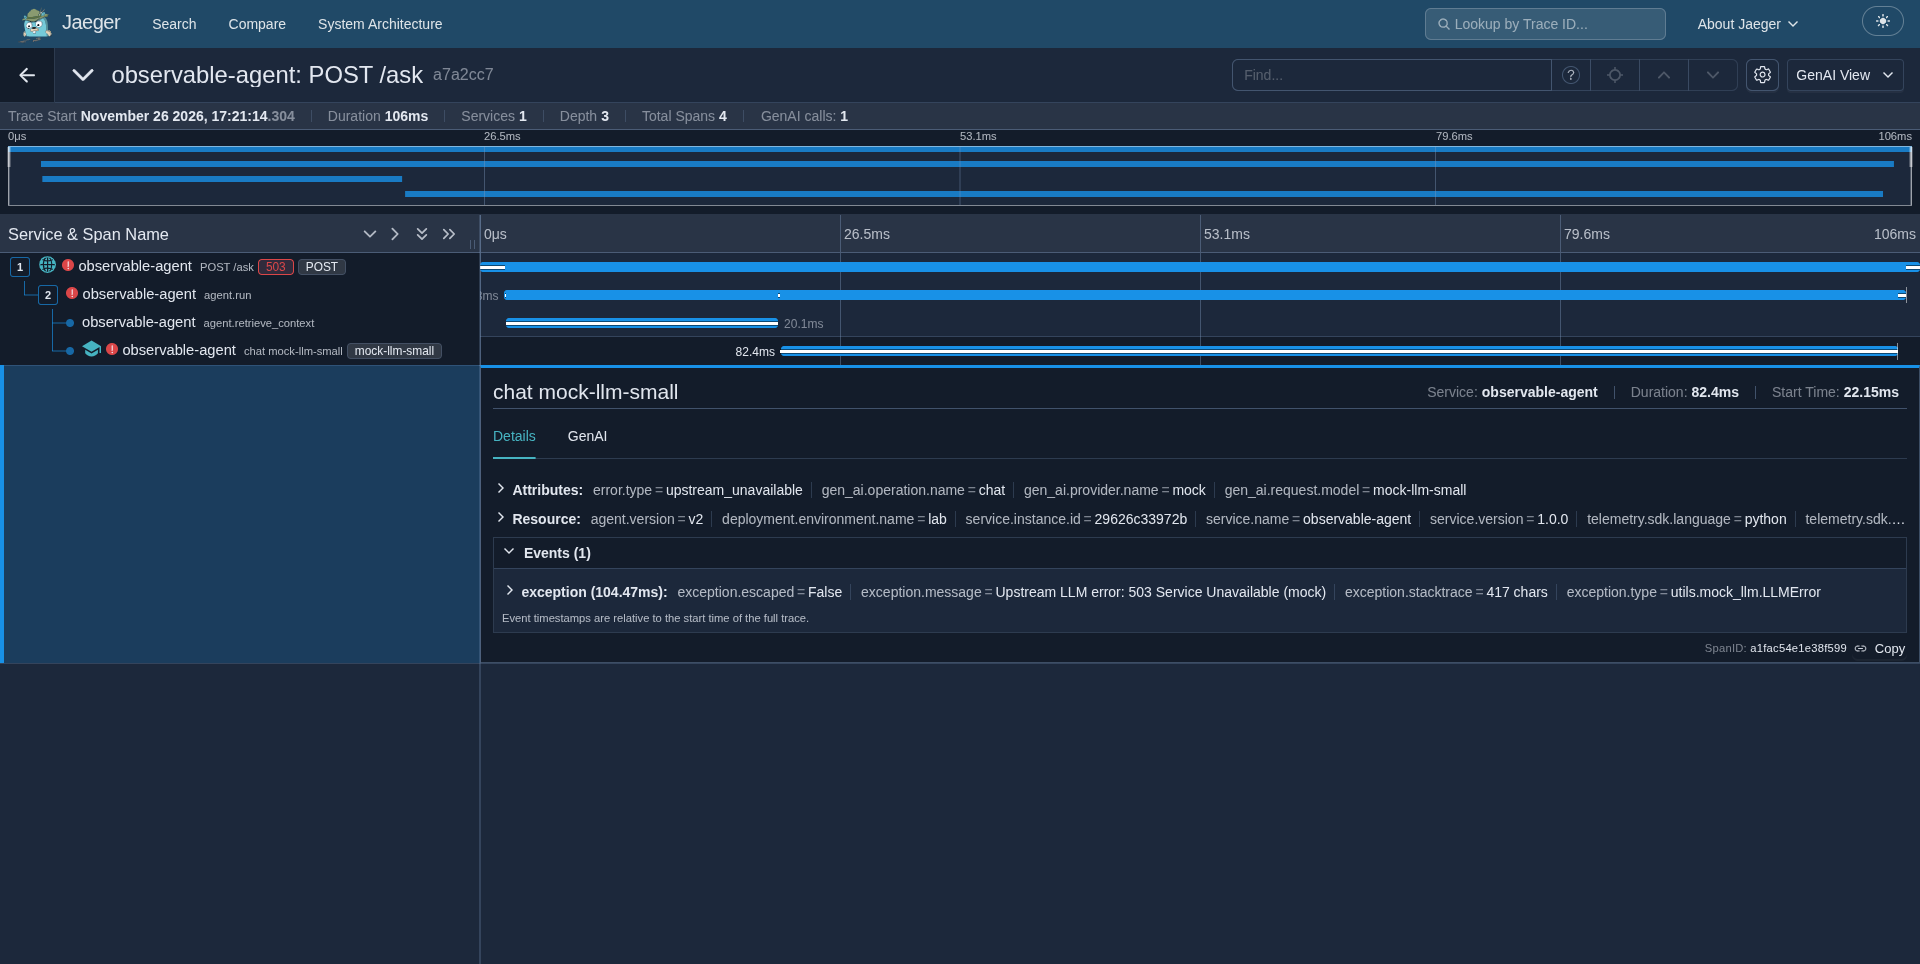 Jaeger Search Compare System Architecture Lookup by Trace ID... About Jaeger
observable-agent: POST /ask a7a2cc7 Find... ? GenAI View
Trace Start November 26 2026, 17:21:14.304 Duration 106ms Services 1 Depth 3 Total Spans 4 GenAI calls: 1
0μs 26.5ms 53.1ms 79.6ms 106ms
Service & Span Name 0μs 26.5ms 53.1ms 79.6ms 106ms
1 observable-agent POST /ask 503 POST
2 observable-agent agent.run
observable-agent agent.retrieve_context 20.1ms
observable-agent chat mock-llm-small mock-llm-small 82.4ms
chat mock-llm-small Service: observable-agent Duration: 82.4ms Start Time: 22.15ms
Details GenAI
Attributes: error.type = upstream_unavailable gen_ai.operation.name = chat gen_ai.provider.name = mock gen_ai.request.model = mock-llm-small
Resource: agent.version = v2 deployment.environment.name = lab service.instance.id = 29626c33972b service.name = observable-agent service.version = 1.0.0 telemetry.sdk.language = python telemetry.sdk....
Events (1)
exception (104.47ms): exception.escaped = False exception.message = Upstream LLM error: 503 Service Unavailable (mock) exception.stacktrace = 417 chars exception.type = utils.mock_llm.LLMError
Event timestamps are relative to the start time of the full trace.
SpanID: a1fac54e1e38f599 Copy